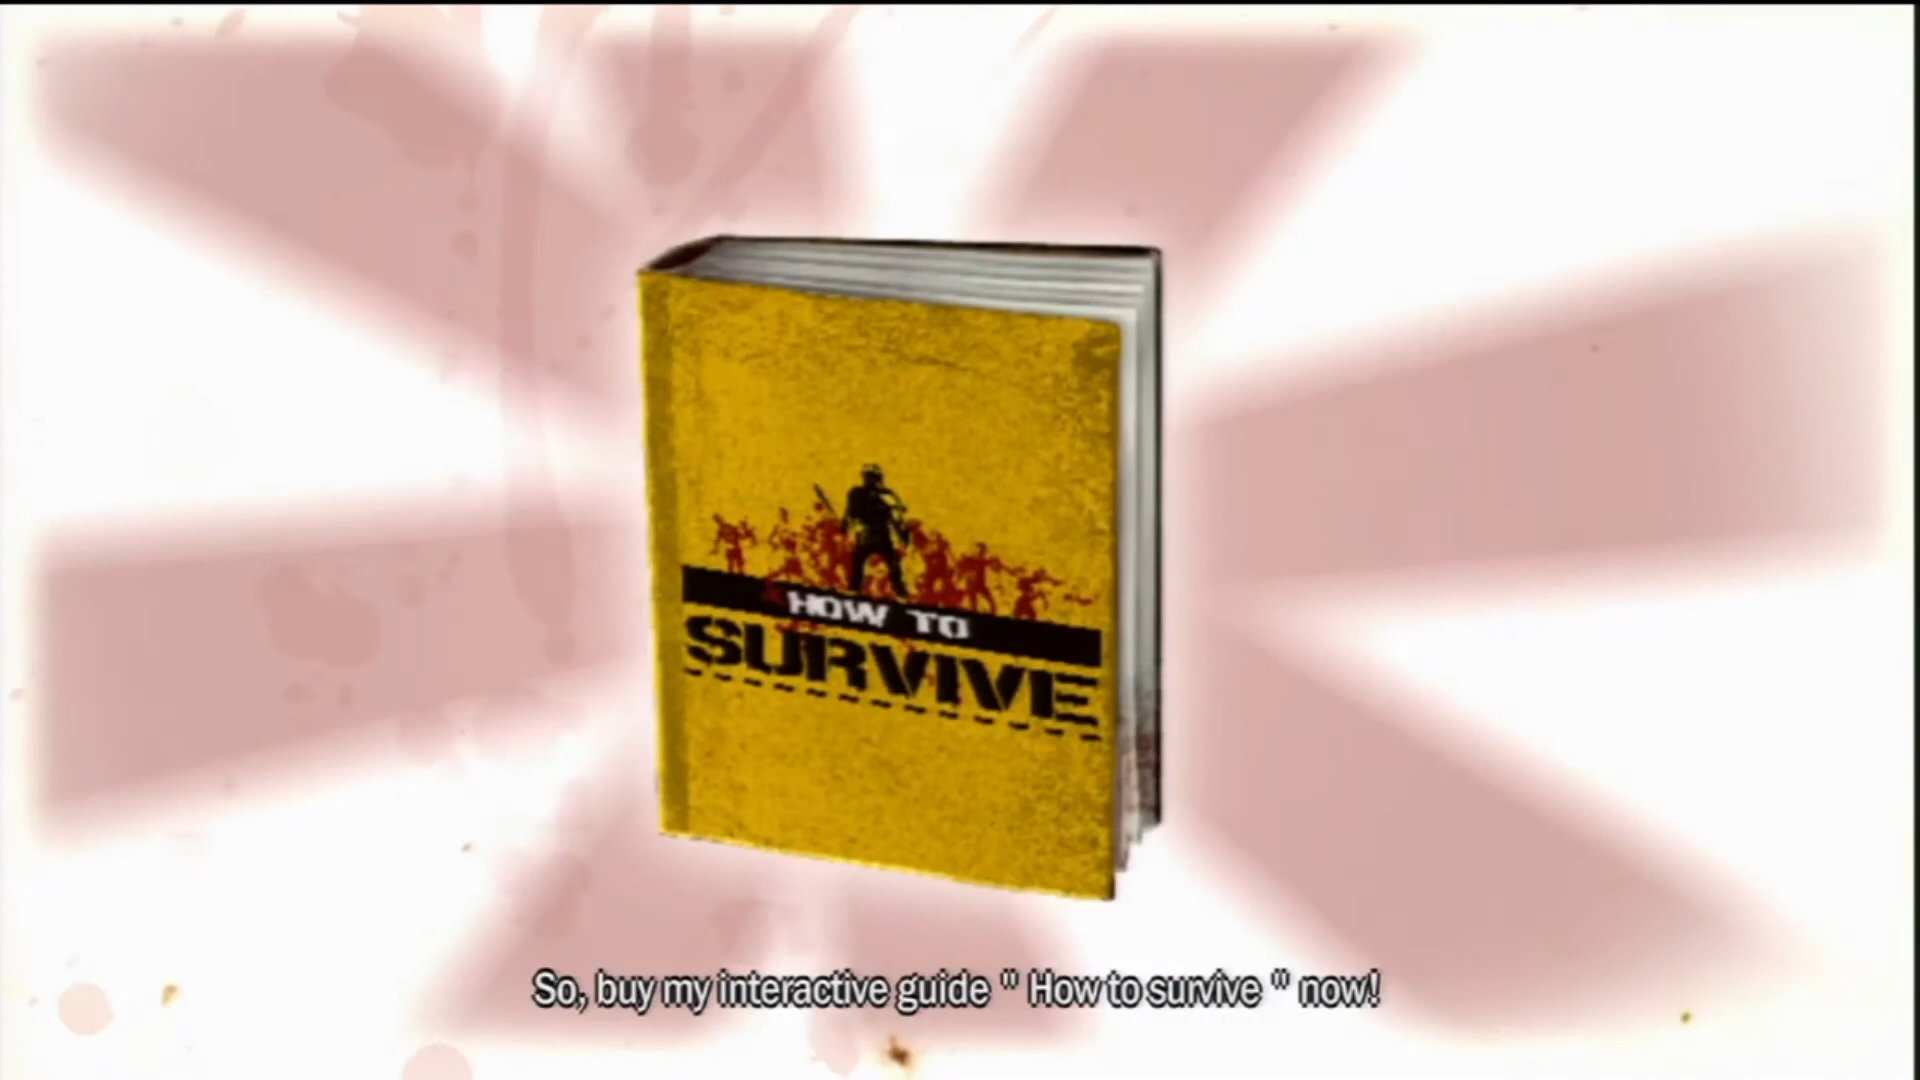 HOW TO
SURVIVE
So, buy my interactive guide " How to survive " now!